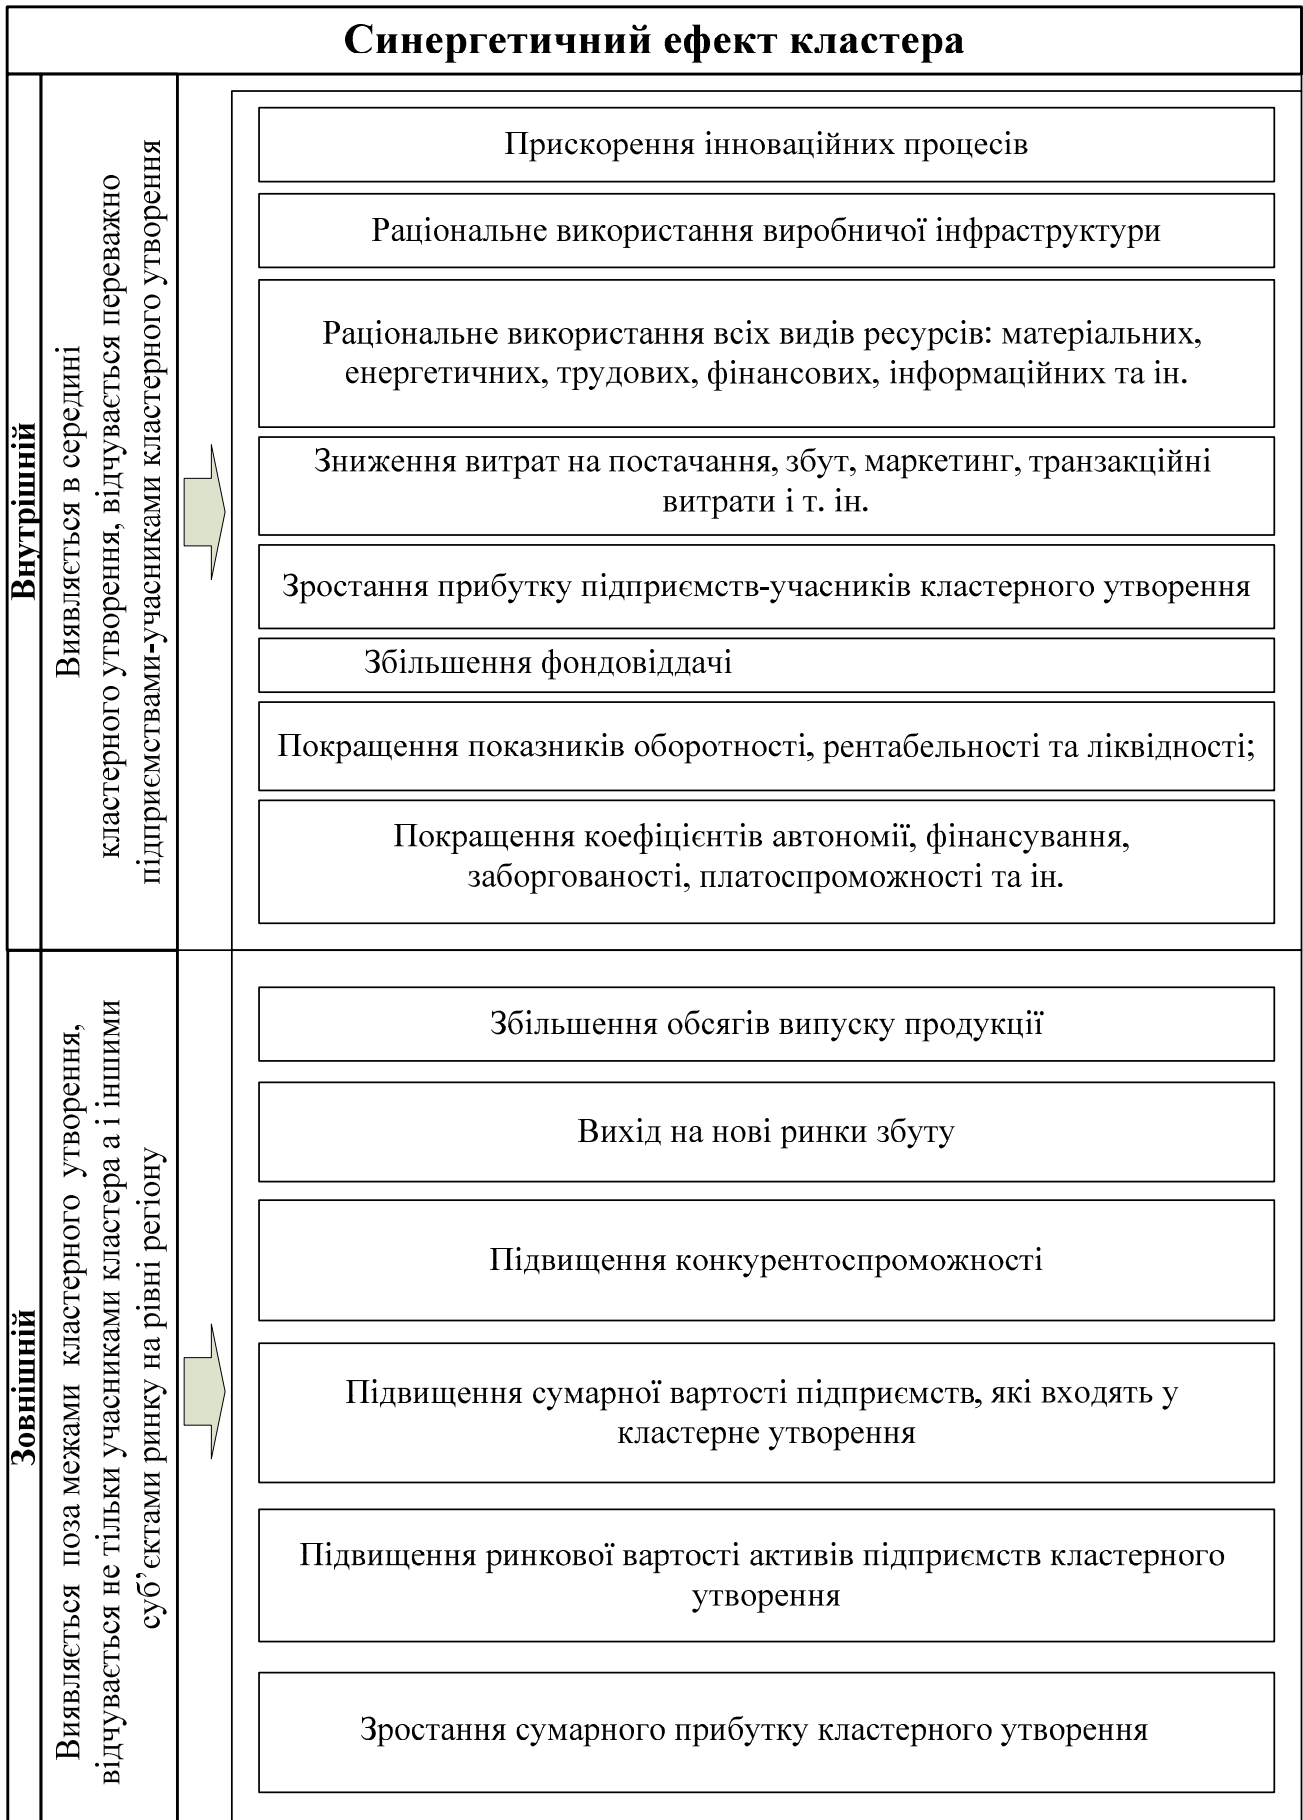 Синергетичний ефект кластера
Внутрішній
Виявляється в середині
кластерного утворення, відчувається переважно
підприємствами-учасниками кластерного утворення
Прискорення інноваційних процесів
Раціональне використання виробничої інфраструктури
Раціональне використання всіх видів ресурсів: матеріальних,
енергетичних, трудових, фінансових, інформаційних та ін.
Зниження витрат на постачання, збут, маркетинг, транзакційні
витрати і т. ін.
Зростання прибутку підприємств-учасників кластерного утворення
Збільшення фондовіддачі
Покращення показників оборотності, рентабельності та ліквідності;
Покращення коефіцієнтів автономії, фінансування,
заборгованості, платоспроможності та ін.
Зовнішній
Виявляється поза межами кластерного утворення,
відчувається не тільки учасниками кластера а і іншими
суб’єктами ринку на рівні регіону
Збільшення обсягів випуску продукції
Вихід на нові ринки збуту
Підвищення конкурентоспроможності
Підвищення сумарної вартості підприємств, які входять у
кластерне утворення
Підвищення ринкової вартості активів підприємств кластерного
утворення
Зростання сумарного прибутку кластерного утворення